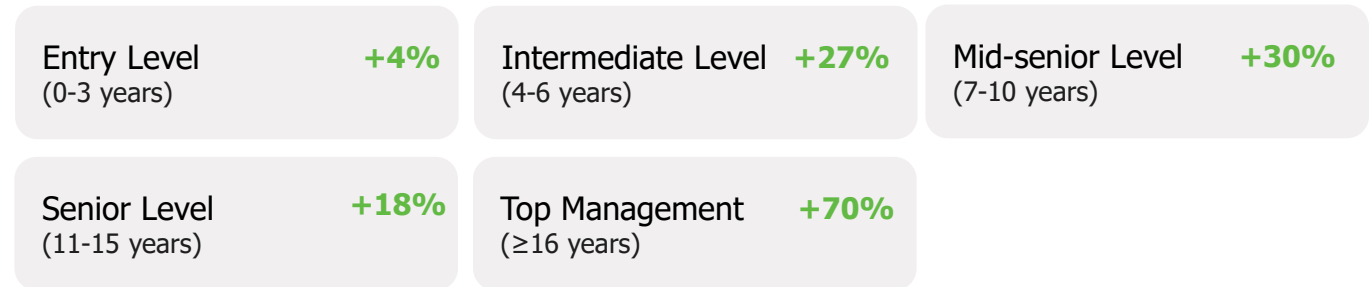 Entry Level +4%
(0-3 years)
Intermediate Level +27%
(4-6 years)
Mid-senior Level +30%
(7-10 years)
Senior Level +18%
(11-15 years)
Top Management +70%
(≥16 years)